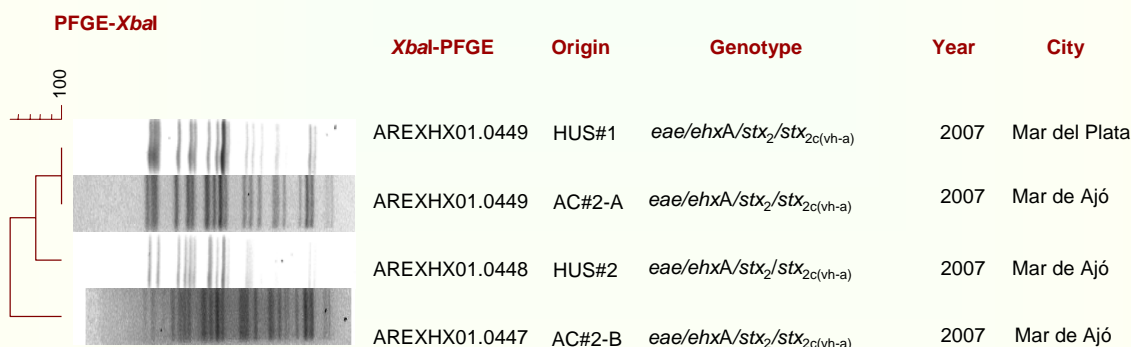 PFGE-XbaI
XbaI-PFGE Origin Genotype Year City
100
AREXHX01.0449 HUS#1 eae/ehxA/stx2/stx2c(vh-a) 2007 Mar del Plata
AREXHX01.0449 AC#2-A eae/ehxA/stx2/stx2c(vh-a) 2007 Mar de Ajó
AREXHX01.0448 HUS#2 eae/ehxA/stx2/stx2c(vh-a) 2007 Mar de Ajó
AREXHX01.0447 AC#2-B eae/ehxA/stx2/stx2c(vh-a) 2007 Mar de Ajó